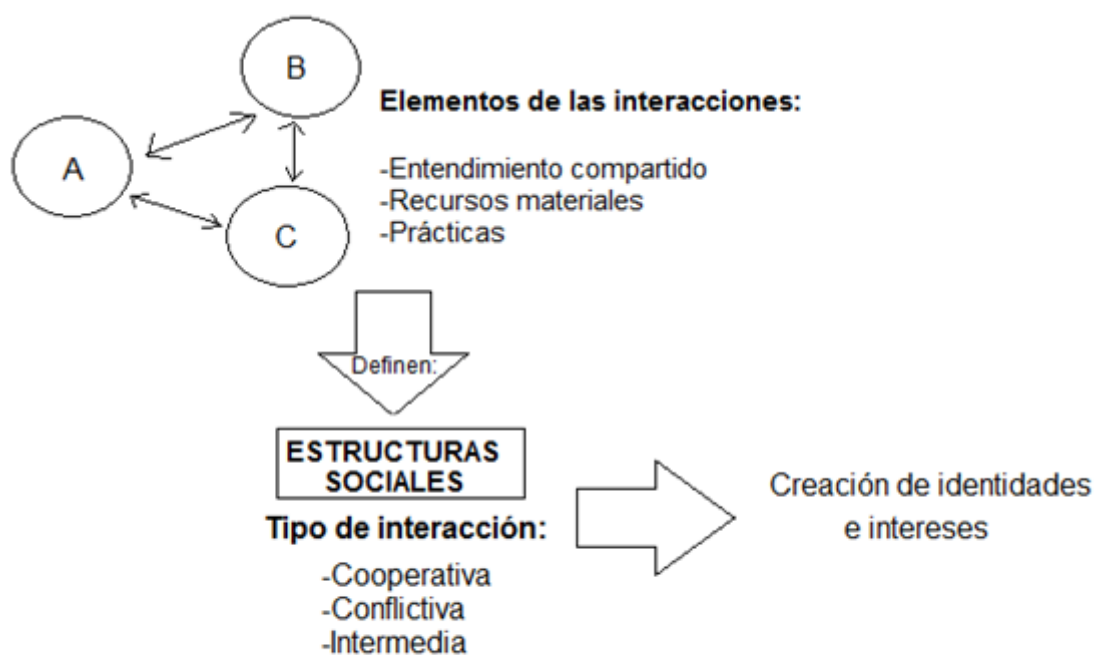 B
A
C
Elementos de las interacciones:
-Entendimiento compartido
-Recursos materiales
-Prácticas
Definen:
ESTRUCTURAS
SOCIALES
Tipo de interacción:
-Cooperativa
-Conflictiva
-Intermedia
Creación de identidades
e intereses